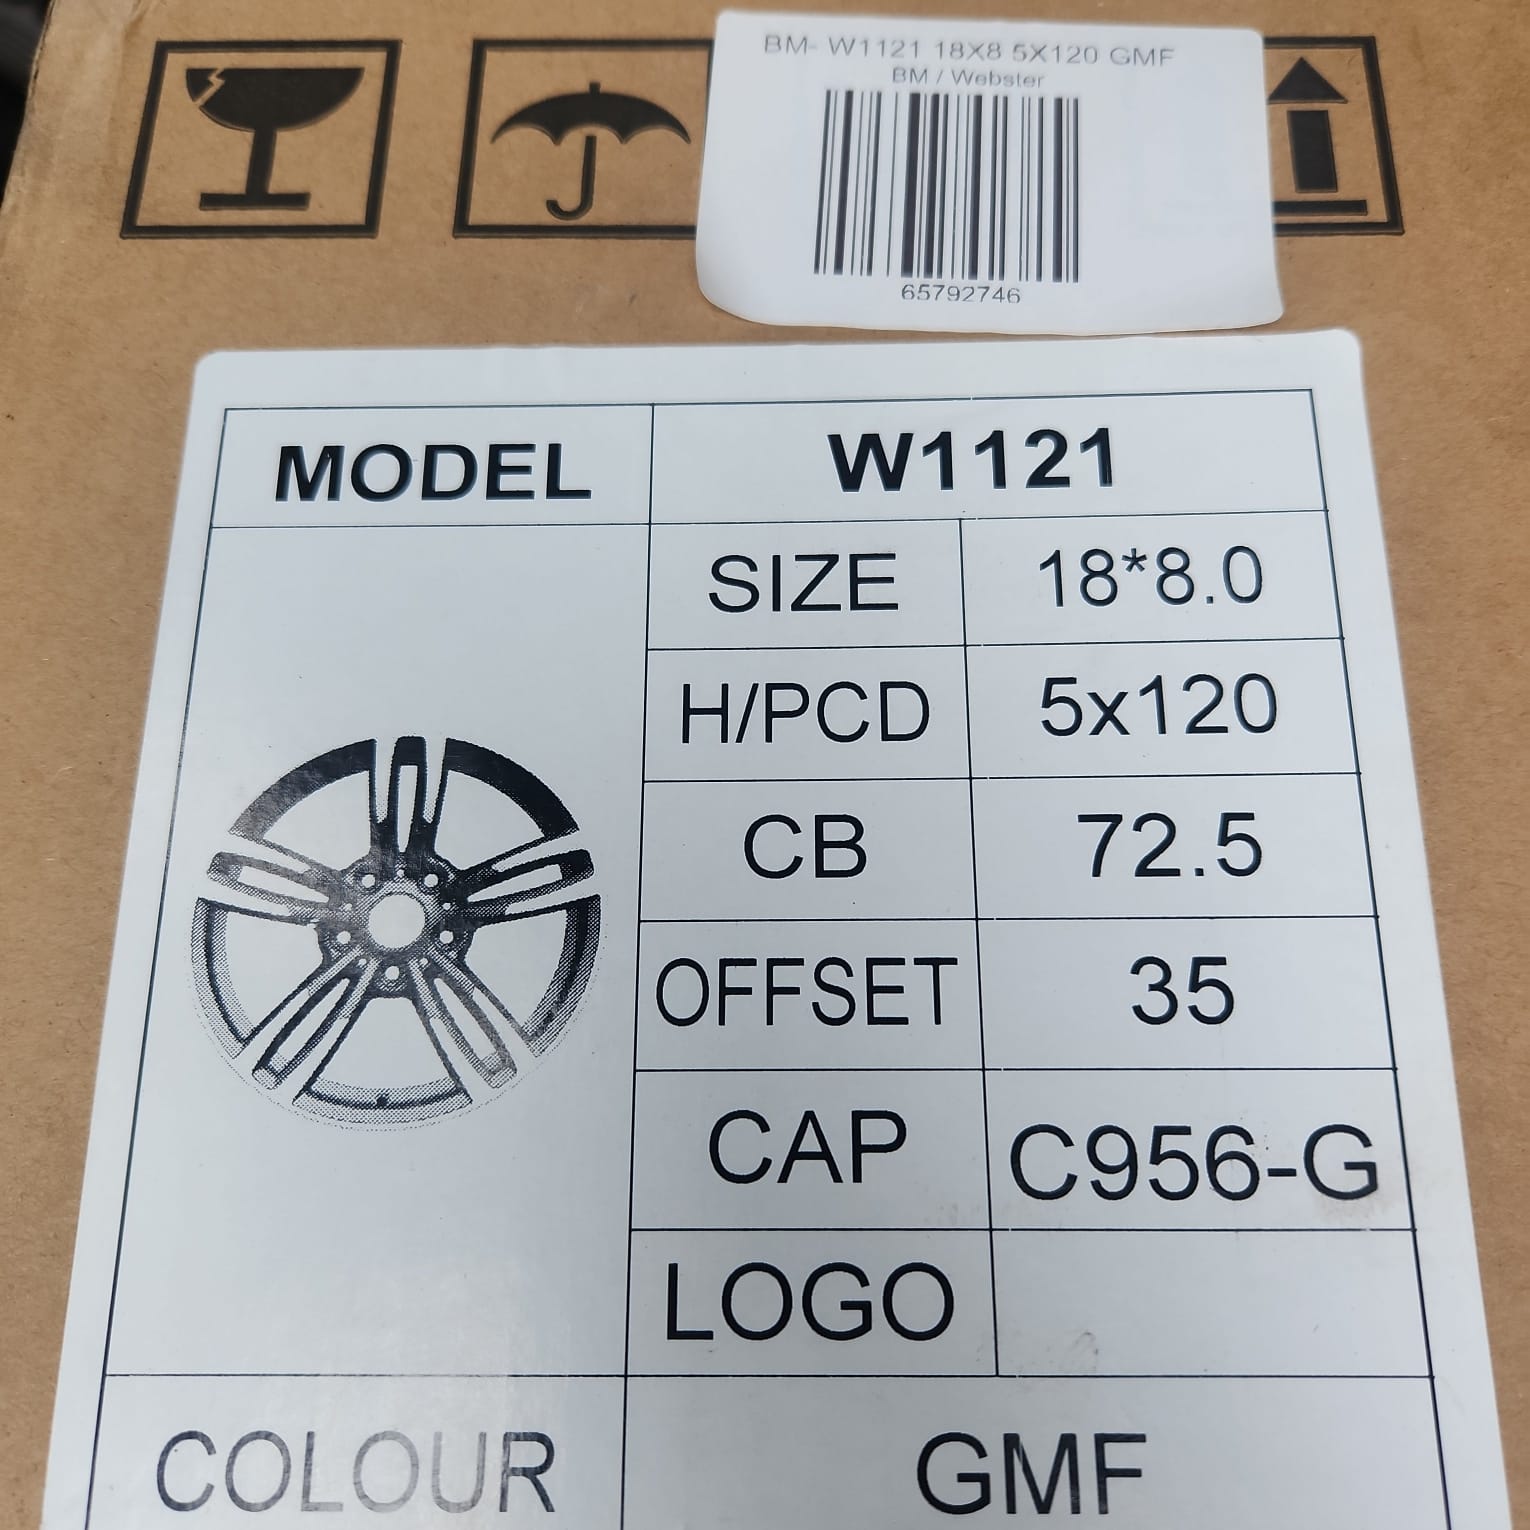 BM- W1121 18X8 5X120 GMF
BM / Webster
65792746
MODEL W1121
SIZE 18*8.0
H/PCD 5x120
CB 72.5
OFFSET 35
CAP C956-G
LOGO
COLOUR GMF